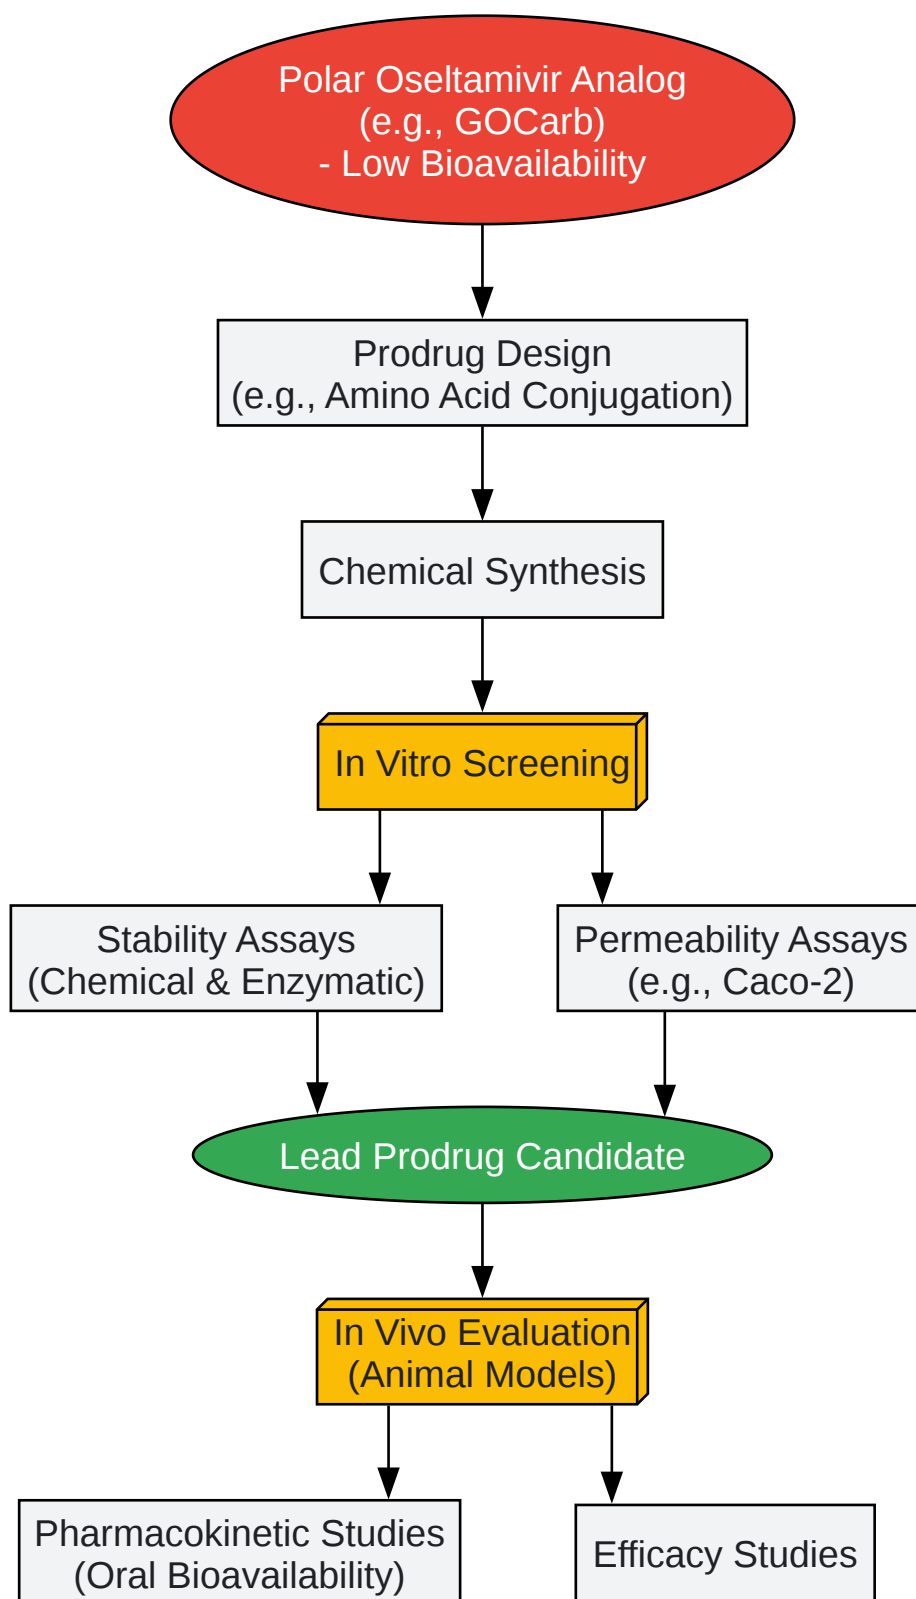 Polar Oseltamivir Analog
(e.g., GOCarb)
- Low Bioavailability
Prodrug Design
(e.g., Amino Acid Conjugation)
Chemical Synthesis
In Vitro Screening
Stability Assays
(Chemical & Enzymatic)
Permeability Assays
(e.g., Caco-2)
Lead Prodrug Candidate
In Vivo Evaluation
(Animal Models)
Pharmacokinetic Studies
(Oral Bioavailability)
Efficacy Studies